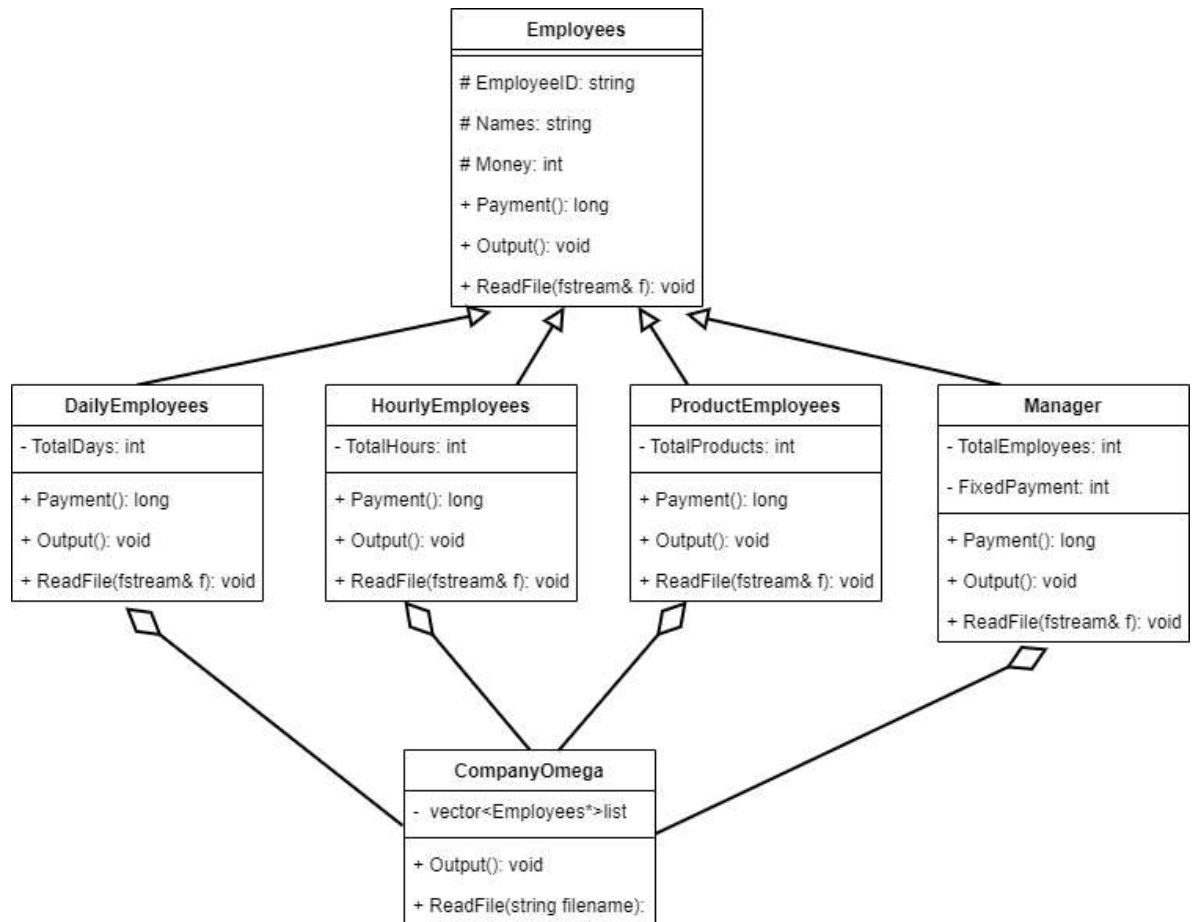 Employees
# EmployeeID: string
# Names: string
# Money: int
+ Payment(): long
+ Output(): void
+ ReadFile(fstream& f): void
DailyEmployees
- TotalDays: int
+ Payment(): long
+ Output(): void
+ ReadFile(fstream& f): void
HourlyEmployees
- TotalHours: int
+ Payment(): long
+ Output(): void
+ ReadFile(fstream& f): void
ProductEmployees
- TotalProducts: int
+ Payment(): long
+ Output(): void
+ ReadFile(fstream& f): void
Manager
- TotalEmployees: int
- FixedPayment: int
+ Payment(): long
+ Output(): void
+ ReadFile(fstream& f): void
CompanyOmega
- vector<Employees*>list
+ Output(): void
+ ReadFile(string filename):